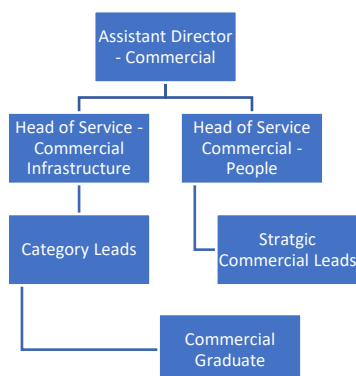 Assistant Director
- Commercial
Head of Service -
Commercial
Infrastructure
Head of Service
Commercial -
People
Category Leads
Stratgic
Commercial Leads
Commercial
Graduate